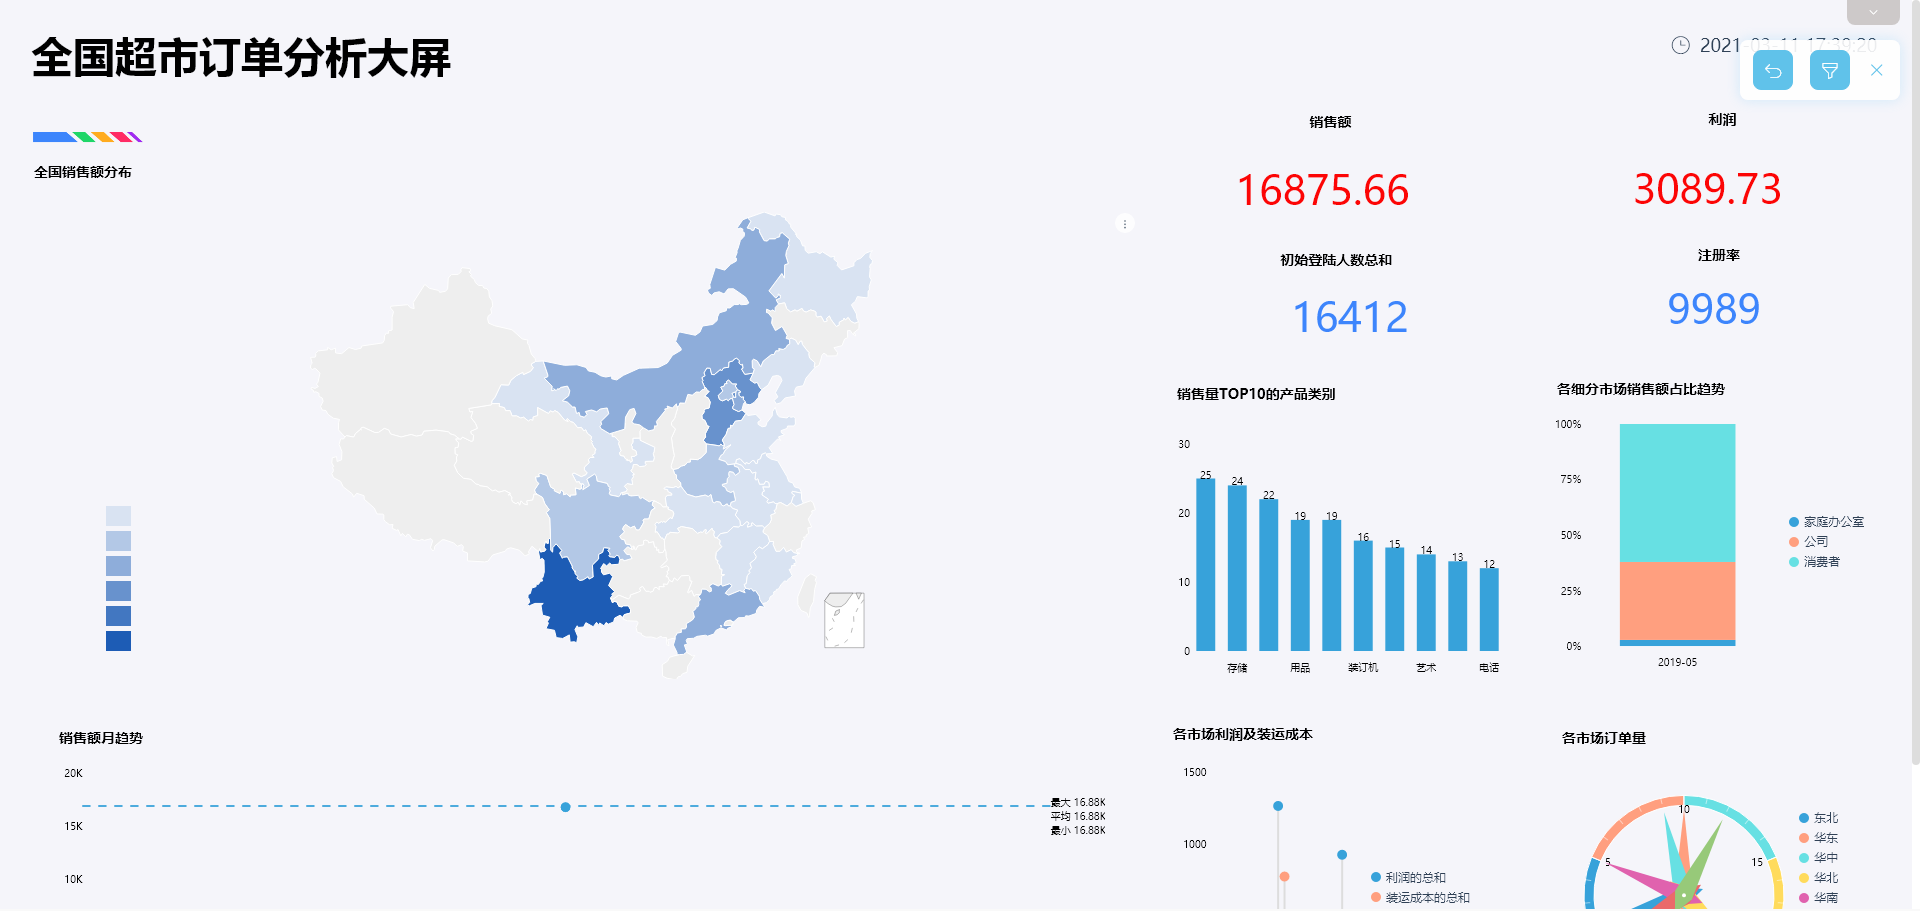 全国超市订单分析大屏
2021-03-11 17:39:20
全国销售额分布
销售额
16875.66
利润
3089.73
初始登陆人数总和
16412
注册率
9989
销售量TOP10的产品类别
30
20
10
0
25
24
22
19
19
16
15
14
13
12
存储
用品
装订机
艺术
电话
各细分市场销售额占比趋势
100%
75%
50%
25%
0%
2019-05
家庭办公室
公司
消费者
销售额月趋势
20K
15K
10K
最大 16.88K
平均 16.88K
最小 16.88K
各市场利润及装运成本
1500
1000
利润的总和
装运成本的总和
各市场订单量
5
10
15
东北
华东
华中
华北
华南